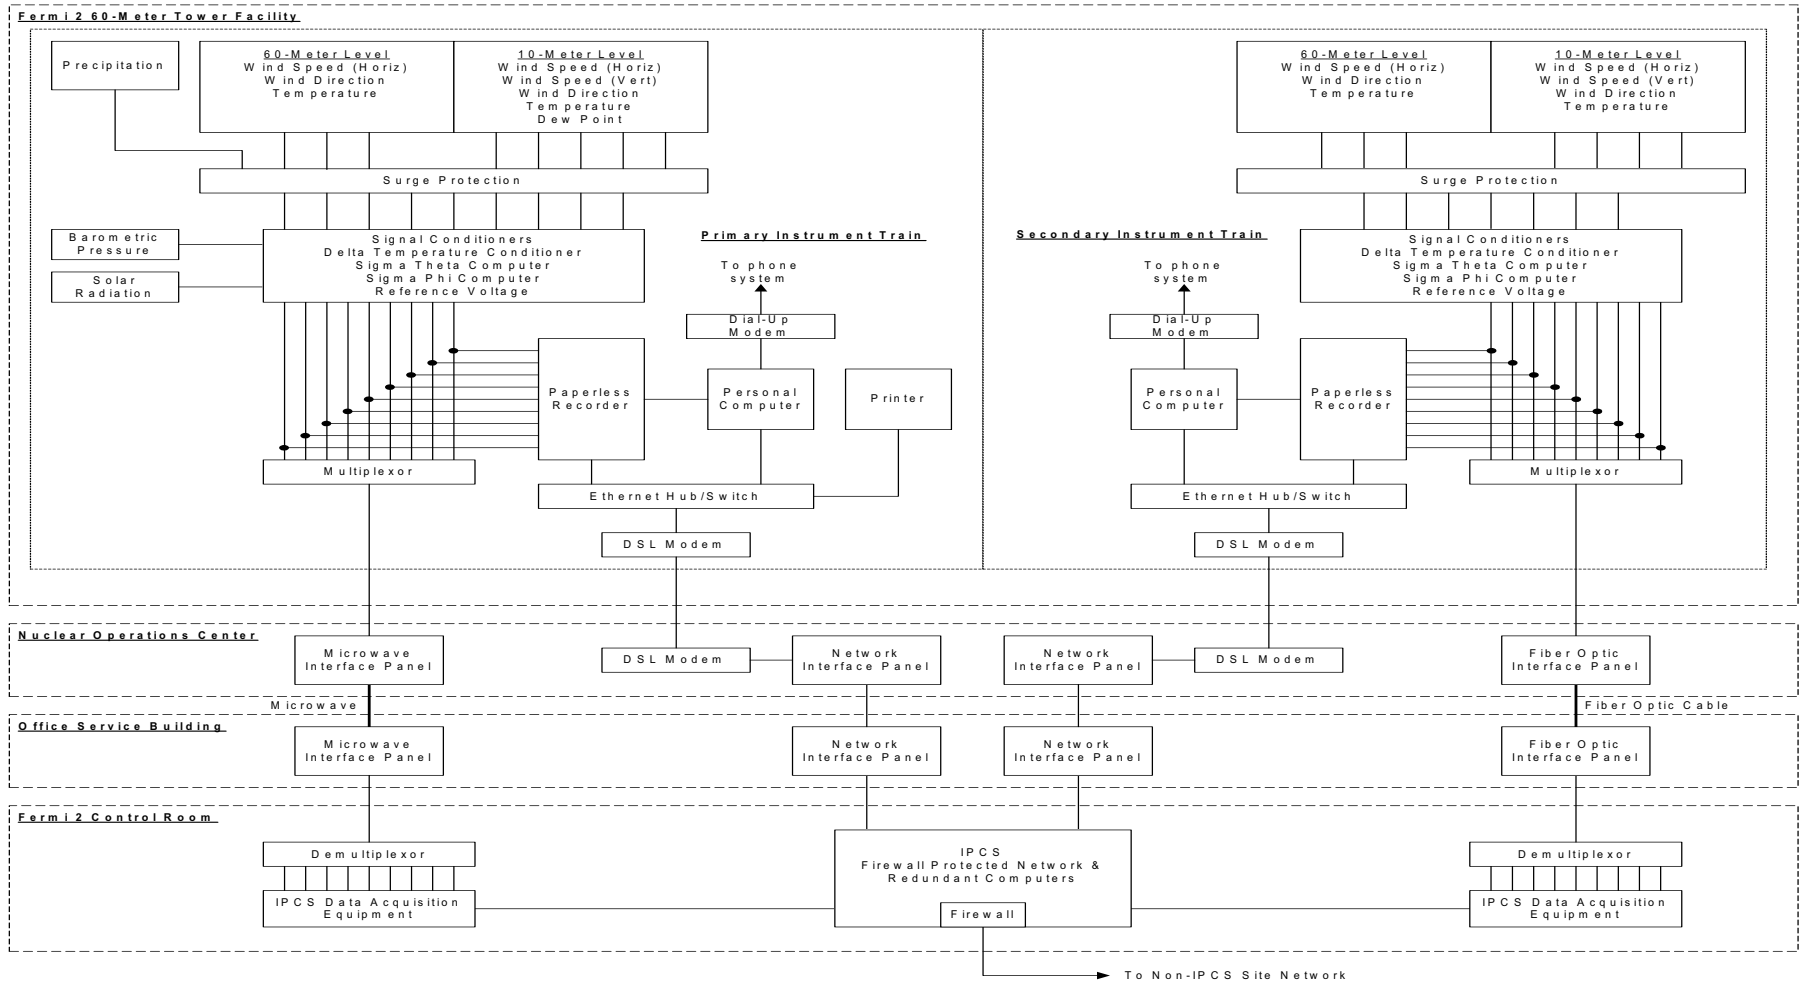 Fermi 2 60-Meter Tower Facility
Precipitation
60-Meter Level
Wind Speed (Horiz)
Wind Direction
Temperature
10-Meter Level
Wind Speed (Horiz)
Wind Speed (Vert)
Wind Direction
Temperature
Dew Point
Surge Protection
Barometric
Pressure
Solar
Radiation
Signal Conditioners
Delta Temperature Conditioner
Sigma Theta Computer
Sigma Phi Computer
Reference Voltage
Primary Instrument Train
To phone
system
Dial-Up
Modem
Paperless
Recorder
Personal
Computer
Printer
Multiplexor
Ethernet Hub/Switch
DSL Modem
60-Meter Level
Wind Speed (Horiz)
Wind Direction
Temperature
10-Meter Level
Wind Speed (Horiz)
Wind Speed (Vert)
Wind Direction
Temperature
Surge Protection
Secondary Instrument Train
Signal Conditioners
Delta Temperature Conditioner
Sigma Theta Computer
Sigma Phi Computer
Reference Voltage
To phone
system
Dial-Up
Modem
Personal
Computer
Paperless
Recorder
Multiplexor
Ethernet Hub/Switch
DSL Modem
Nuclear Operations Center
Microwave
Interface Panel
DSL Modem
Network
Interface Panel
Network
Interface Panel
DSL Modem
Fiber Optic
Interface Panel
Microwave
Fiber Optic Cable
Office Service Building
Microwave
Interface Panel
Network
Interface Panel
Network
Interface Panel
Fiber Optic
Interface Panel
Fermi 2 Control Room
Demultiplexor
IPCS Data Acquisition
Equipment
IPCS
Firewall Protected Network &
Redundant Computers
Firewall
Demultiplexor
IPCS Data Acquisition
Equipment
To Non-IPCS Site Network